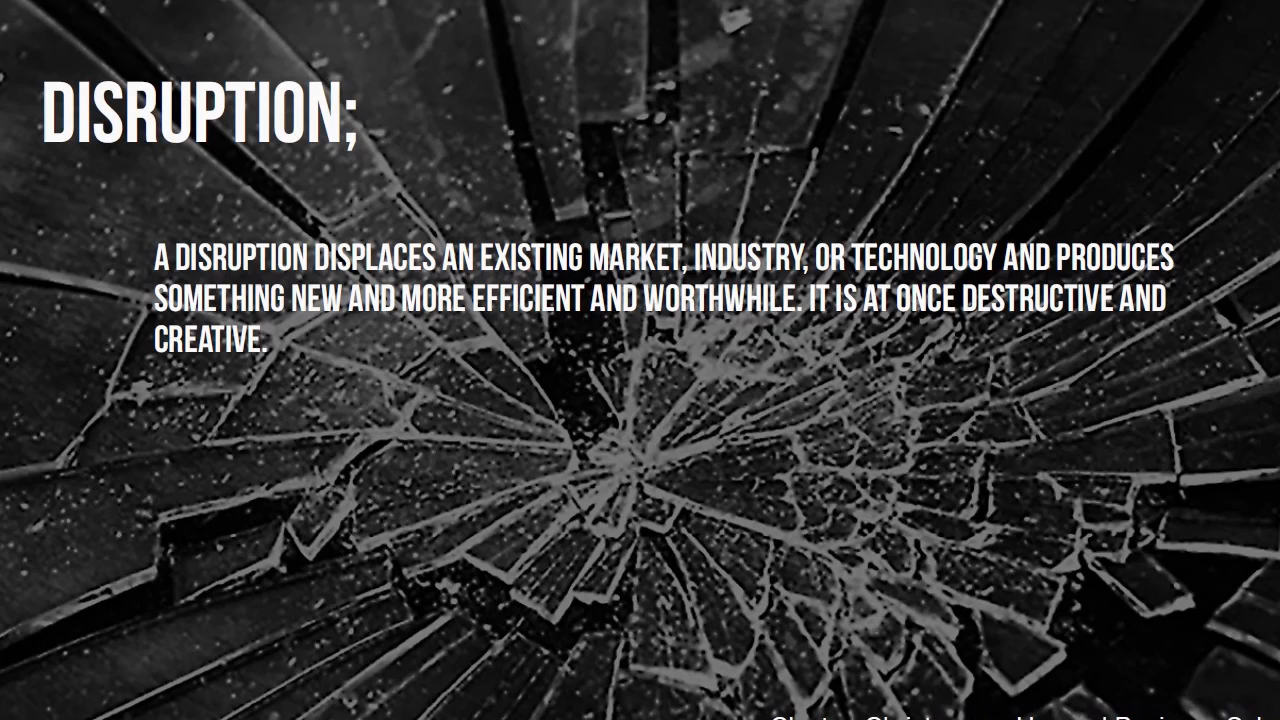 DISRUPTION;
A DISRUPTION DISPLACES AN EXISTING MARKET, INDUSTRY, OR TECHNOLOGY AND PRODUCES
SOMETHING NEW AND MORE EFFICIENT AND WORTHWHILE. IT IS AT ONCE DESTRUCTIVE AND
CREATIVE.